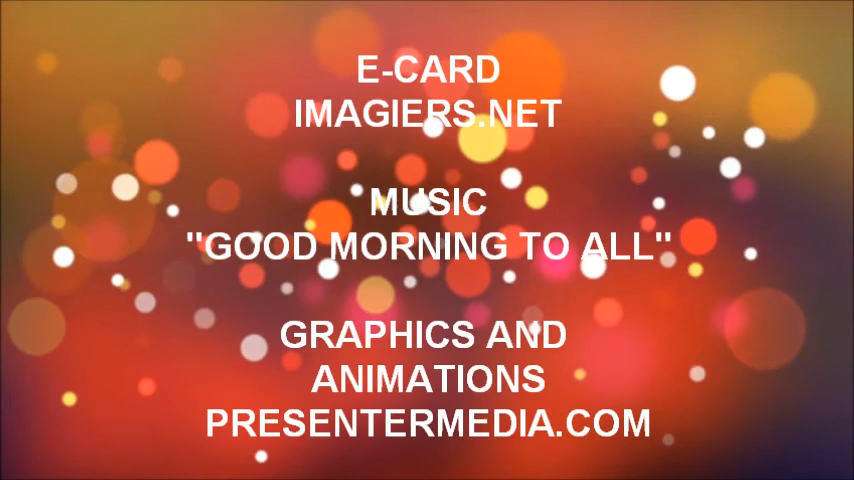 E-CARD
IMAGIERS.NET
MUSIC
"GOOD MORNING TO ALL"
GRAPHICS AND
ANIMATIONS
PRESENTERMEDIA.COM